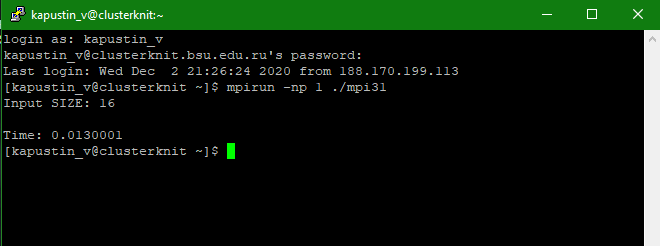 kapustin_v@clusterknit:~
login as: kapustin_v
kapustin_v@clusterknit.bsu.edu.ru's password:
Last login: Wed Dec  2 21:26:24 2020 from 188.170.199.113
[kapustin_v@clusterknit ~]$ mpirun -np 1 ./mpi31
Input SIZE: 16
Time: 0.0130001
[kapustin_v@clusterknit ~]$